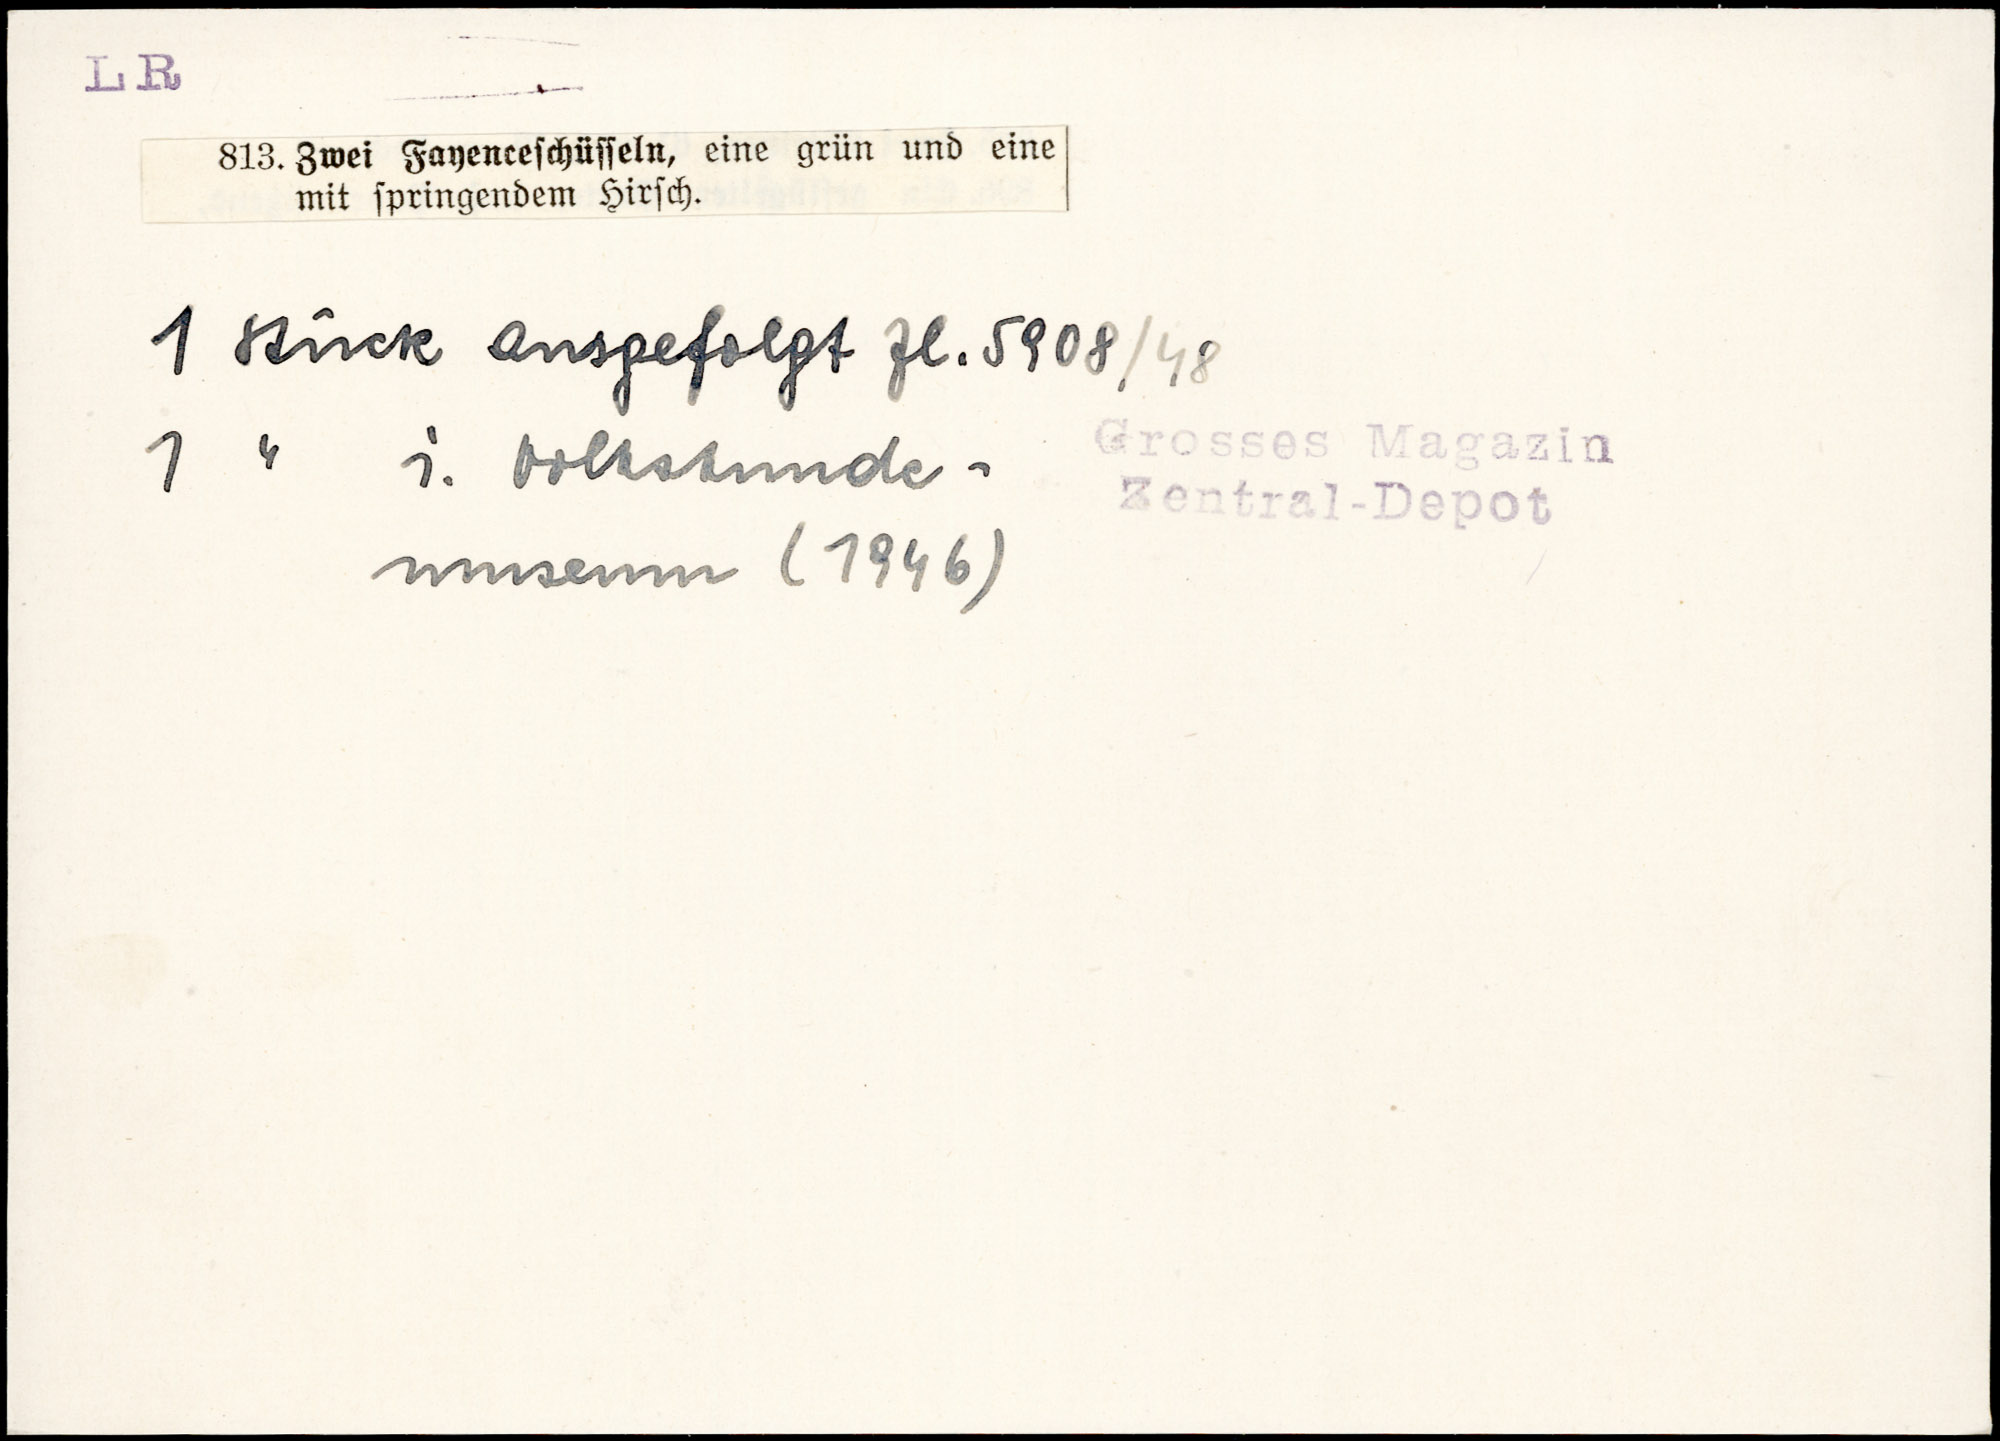 LR
813. Zwei Fayenceschüsseln, eine grün und eine
mit springendem Hirsch.
1 Stück ausgefolgt Zl. 5908/48
1 " i. Volkskunde-
museum (1946)
Grosses Magazin
Zentral-Depot